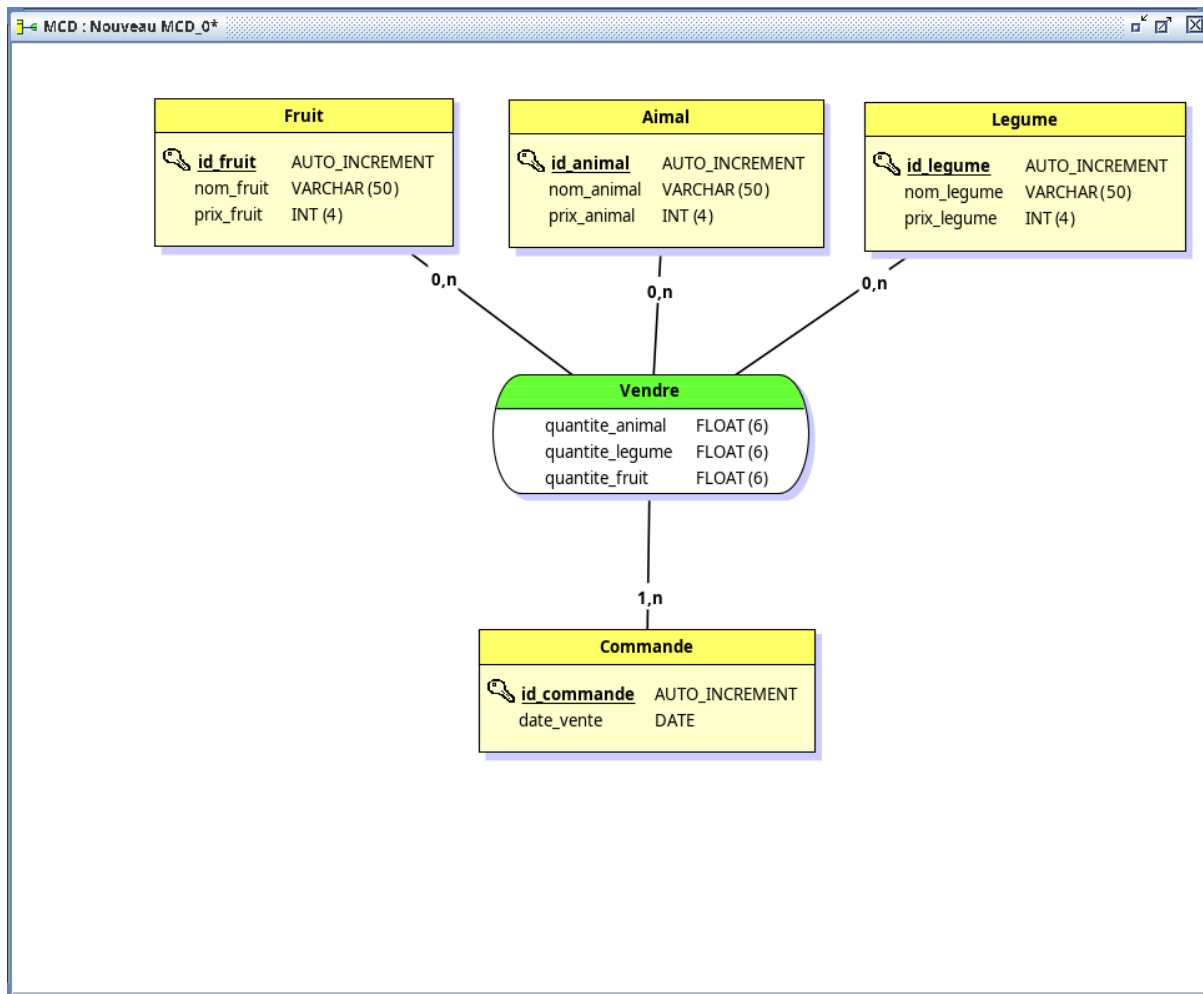 MCD : Nouveau MCD_0*
Fruit
id_fruit AUTO_INCREMENT
nom_fruit VARCHAR (50)
prix_fruit INT (4)
Aimal
id_animal AUTO_INCREMENT
nom_animal VARCHAR (50)
prix_animal INT (4)
Legume
id_legume AUTO_INCREMENT
nom_legume VARCHAR (50)
prix_legume INT (4)
0,n
0,n
0,n
Vendre
quantite_animal FLOAT (6)
quantite_legume FLOAT (6)
quantite_fruit FLOAT (6)
1,n
Commande
id_commande AUTO_INCREMENT
date_vente DATE